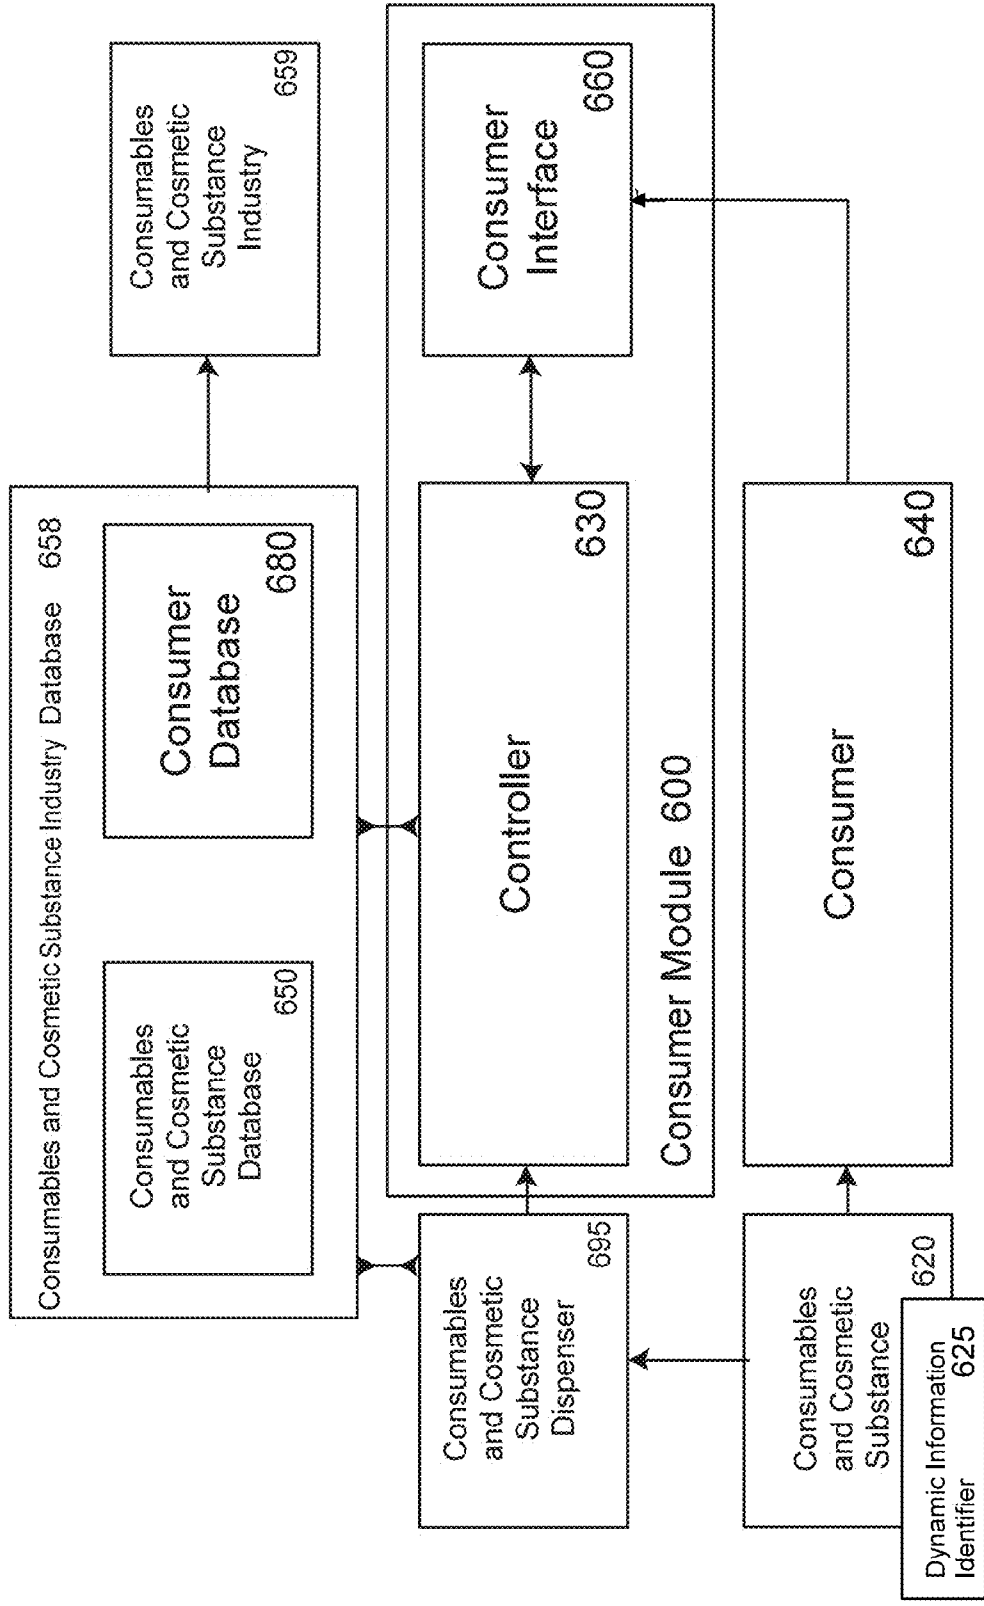 Consumables and Cosmetic Substance Industry Database 658
Consumables
and Cosmetic
Substance
Database
650
Consumer
Database
680
Consumables
and Cosmetic
Substance
Industry
659
Consumables
and Cosmetic
Substance
Dispenser
695
Controller
630
Consumer
Interface
660
Consumer Module 600
Consumables
and Cosmetic
Substance
620
Dynamic Information
Identifier 625
Consumer
640